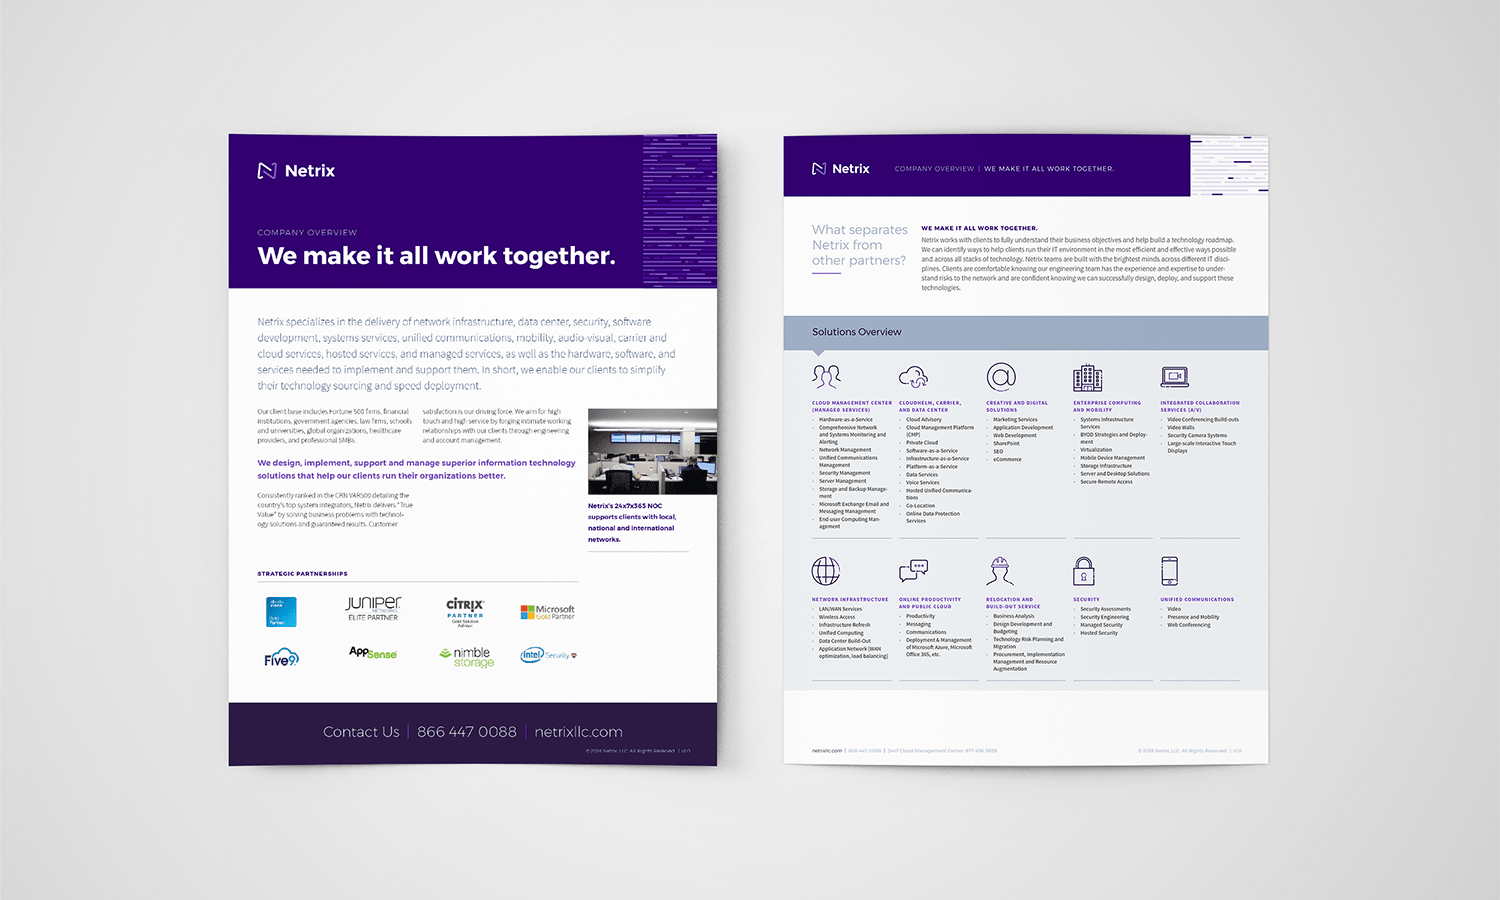 Netrix
COMPANY OVERVIEW
We make it all work together.
Netrix specializes in the delivery of network infrastructure, data center, security, software
development, systems services, unified communications, mobility, audio-visual, carrier and
cloud services, hosted services, and managed services, as well as the hardware, software, and
services needed to implement and support them. In short, we enable our clients to simplify
their technology sourcing and speed deployment.
Our client base includes Fortune 500 firms, financial
institutions, government agencies, law firms, schools
and universities, global organizations, healthcare
providers, and professional SMBs.
We design, implement, support and manage superior information technology
solutions that help our clients run their organizations better.
Consistently ranked in the CRN VAR500 detailing the
country's top system integrators, Netrix delivers "True
Value" by solving business problems with technol-
ogy solutions and guaranteed results. Customer
satisfaction is our driving force. We aim for high
touch and high service by forging intimate working
relationships with our clients through engineering
and account management.
Netrix's 24x7x365 NOC
supports clients with local,
national and international
networks.
STRATEGIC PARTNERSHIPS
Gold
Partner
JUNIPER
NETWORKS
ELITE PARTNER
CITRIX
PARTNER
Gold Solution
Advisor
Microsoft
Gold Partner
Five9
AppSense
nimble
storage
intel Security
Contact Us | 866 447 0088 | netrixllc.com
© 2018 Netrix, LLC. All Rights Reserved. | v1.0
Netrix
COMPANY OVERVIEW | WE MAKE IT ALL WORK TOGETHER.
What separates
Netrix from
other partners?
WE MAKE IT ALL WORK TOGETHER.
Netrix works with clients to fully understand their business objectives and help build a technology roadmap.
We can identify ways to help clients run their IT environment in the most efficient and effective ways possible
and across all stacks of technology. Netrix teams are built with the brightest minds across different IT disci-
plines. Clients are comfortable knowing our engineering team has the experience and expertise to under-
stand risks to the network and are confident knowing we can successfully design, deploy, and support these
technologies.
Solutions Overview
CLOUD MANAGEMENT CENTER
(MANAGED SERVICES)
· Hardware-as-a-Service
· Comprehensive Network
and Systems Monitoring and
Alerting
· Network Management
· Unified Communications
Management
· Security Management
· Server Management
· Storage and Backup Manage-
ment
· Microsoft Exchange Email and
Messaging Management
· End-user Computing Man-
agement
CLOUDHELM, CARRIER,
AND DATA CENTER
· Cloud Advisory
· Cloud Management Platform
(CMP)
· Private Cloud
· Software-as-a-Service
· Infrastructure-as-a-Service
· Platform-as-a-Service
· Data Services
· Voice Services
· Hosted Unified Communica-
tions
· Co-Location
· Online Data Protection
Services
CREATIVE AND DIGITAL
SOLUTIONS
· Marketing Services
· Application Development
· Web Development
· SharePoint
· SEO
· eCommerce
ENTERPRISE COMPUTING
AND MOBILITY
· Systems Infrastructure
Services
· BYOD Strategies and Deploy-
ment
· Virtualization
· Mobile Device Management
· Storage Infrastructure
· Server and Desktop Solutions
· Secure Remote Access
INTEGRATED COLLABORATION
SERVICES (A/V)
· Video Conferencing Build-outs
· Video Walls
· Security Camera Systems
· Large-scale Interactive Touch
Displays
NETWORK INFRASTRUCTURE
· LAN/WAN Services
· Wireless Access
· Infrastructure Refresh
· Unified Computing
· Data Center Build-Out
· Application Network (WAN
optimization, load balancing)
ONLINE PRODUCTIVITY
AND PUBLIC CLOUD
· Productivity
· Messaging
· Communications
· Deployment & Management
of Microsoft Azure, Microsoft
Office 365, etc.
RELOCATION AND
BUILD-OUT SERVICE
· Business Analysis
· Design Development and
Budgeting
· Technology Risk Planning and
Migration
· Procurement, Implementation
Management and Resource
Augmentation
SECURITY
· Security Assessments
· Security Engineering
· Managed Security
· Hosted Security
UNIFIED COMMUNICATIONS
· Video
· Presence and Mobility
· Web Conferencing
netrixllc.com | 866 447 0088 | 24x7 Cloud Management Center: 877 496 5656
© 2018 Netrix, LLC. All Rights Reserved. | v1.0